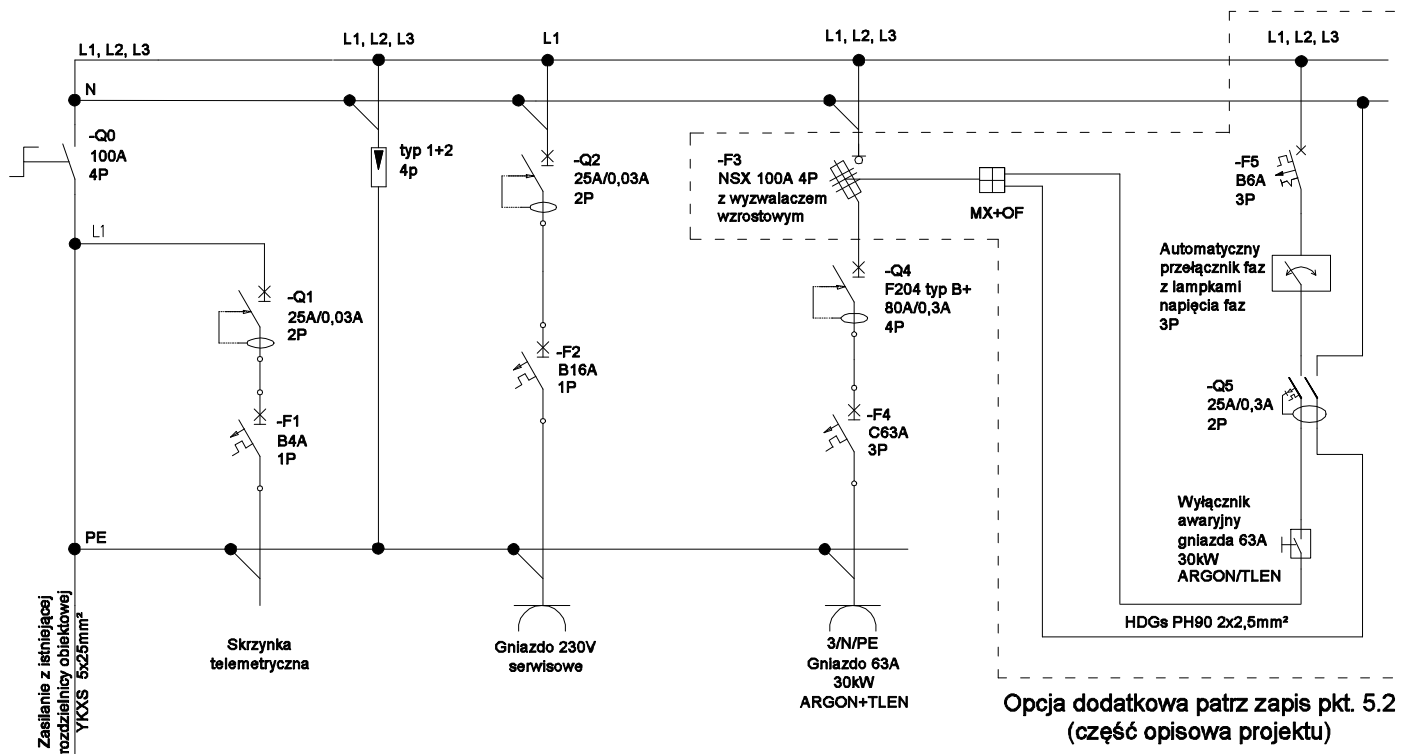 L1, L2, L3
N
-Q0
100A
4P
L1
-Q1
25A/0,03A
2P
-F1
B4A
1P
PE
Zasilanie z istniejącej
rozdzielnicy obiektowej
YKXS 5x25mm²
Skrzynka
telemetryczna
L1, L2, L3
typ 1+2
4p
L1
-Q2
25A/0,03A
2P
-F2
B16A
1P
Gniazdo 230V
serwisowe
L1, L2, L3
-F3
NSX 100A 4P
z wyzwalaczem
wzrostowym
MX+OF
-Q4
F204 typ B+
80A/0,3A
4P
-F4
C63A
3P
3/N/PE
Gniazdo 63A
30kW
ARGON+TLEN
L1, L2, L3
-F5
B6A
3P
Automatyczny
przełącznik faz
z lampkami
napięcia faz
3P
-Q5
25A/0,3A
2P
Wyłącznik
awaryjny
gniazda 63A
30kW
ARGON/TLEN
HDGs PH90 2x2,5mm²
Opcja dodatkowa patrz zapis pkt. 5.2
(część opisowa projektu)